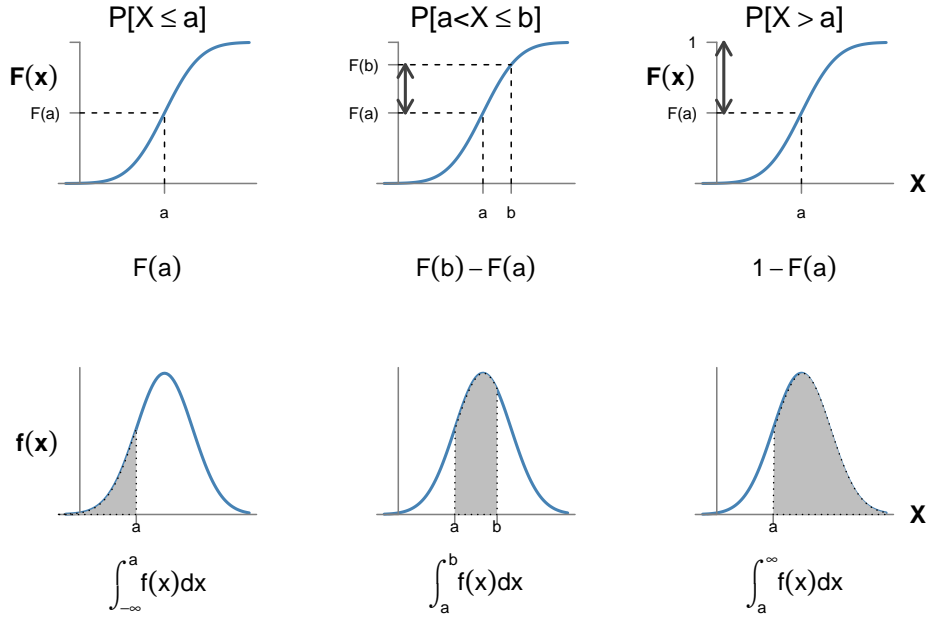 P[X ≤ a] P[a<X ≤ b] P[X > a]
F(x) F(a) a
F(b) F(a) a b
1 F(x) F(a) a X
F(a) F(b) − F(a) 1 − F(a)
f(x) a a b a X
∫_{−∞}^{a} f(x)dx ∫_{a}^{b} f(x)dx ∫_{a}^{∞} f(x)dx